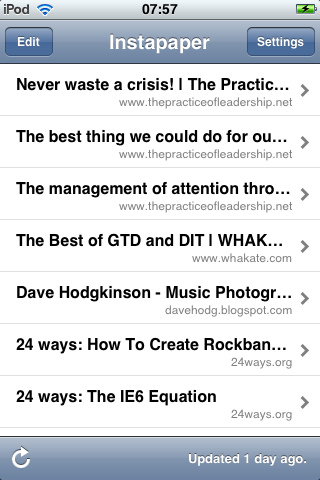 iPod 07:57
Edit Instapaper Settings
Never waste a crisis! | The Practic...
www.thepracticeofleadership.net
The best thing we could do for ou...
www.thepracticeofleadership.net
The management of attention thro...
www.thepracticeofleadership.net
The Best of GTD and DIT | WHAK...
www.whakate.com
Dave Hodgkinson - Music Photogr...
davehodg.blogspot.com
24 ways: How To Create Rockban...
24ways.org
24 ways: The IE6 Equation
24ways.org
Updated 1 day ago.